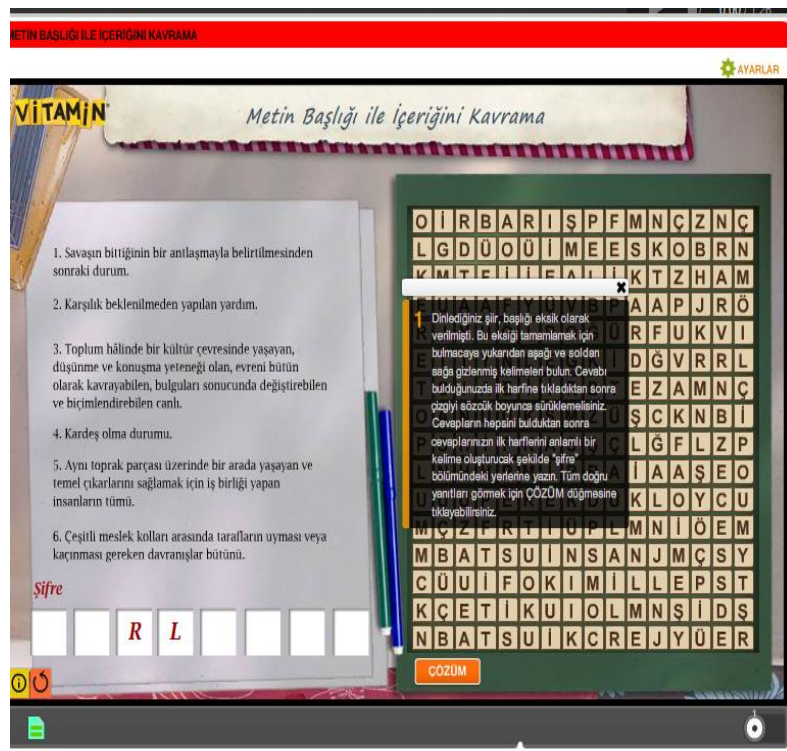 METİN BAŞLIĞI İLE İÇERİĞİNİ KAVRAMA
AYARLAR
VİTAMİN
Metin Başlığı ile İçeriğini Kavrama
1. Savaşın bittiğinin bir antlaşmayla belirtilmesinden
sonraki durum.
2. Karşılık beklenilmeden yapılan yardım.
3. Toplum hâlinde bir kültür çevresinde yaşayan,
düşünme ve konuşma yeteneği olan, evreni bütün
olarak kavrayabilen, bulguları sonucunda değiştirebilen
ve biçimlendirebilen canlı.
4. Kardeş olma durumu.
5. Aynı toprak parçası üzerinde bir arada yaşayan ve
temel çıkarlarını sağlamak için iş birliği yapan
insanların tümü.
6. Çeşitli meslek kolları arasında tarafların uyması veya
kaçınması gereken davranışlar bütünü.
Şifre
R L
O İ R B A R I Ş P F M N Ç Z N Ç
L G D Ü O Ü İ M E E S K O B R N
K T Z H A M
A A P J R Ö
R F U K V I
D Ğ V R R L
E Z A M N Ç
Ş C K N B İ
L Ğ F L Z P
İ A A Ş E O
K L O Y C U
M Ç Z F R T İ Ü P L M N İ Ö E M
M B A T S U İ N S A N J M Ç S Y
C Ü U İ F O K I M İ L L E P S T
K Ç E T İ K U I O L M N Ş İ D Ş
N B A T S U İ K C R E J Y Ü E R
1 Dinlediğiniz şiir, başlığı eksik olarak
verilmişti. Bu eksiği tamamlamak için
bulmacaya yukarıdan aşağı ve soldan
sağa gizlenmiş kelimeleri bulun. Cevabı
bulduğunuzda ilk harfine tıkladıktan sonra
çizgiyi sözcük boyunca sürüklemelisiniz.
Cevapların hepsini bulduktan sonra
cevaplarınızın ilk harflerini anlamlı bir
kelime oluşturucak şekilde "şifre"
bölümündeki yerlerine yazın. Tüm doğru
yanıtları görmek için ÇÖZÜM düğmesine
tıklayabilirsiniz.
ÇÖZÜM
1